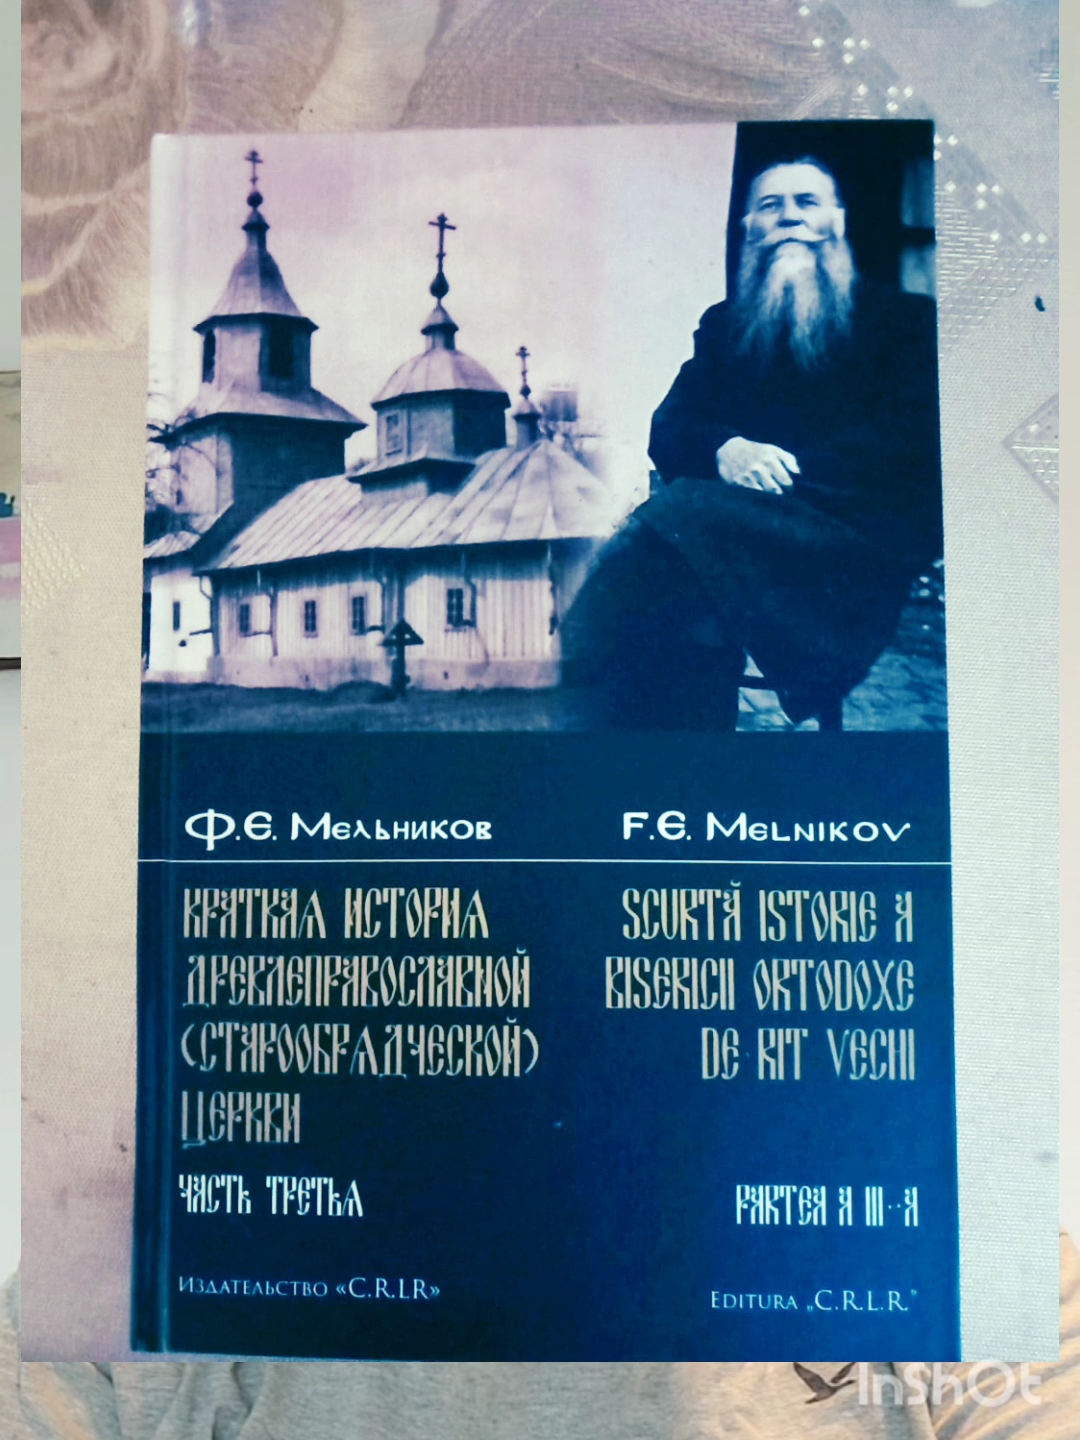 Ф.Е. Мельников
F.E. Melnikov
КРАТКАЯ ИСТОРИЯ
ДРЕВЛЕПРАВОСЛАВНОЙ
(СТАРООБРЯДЧЕСКОЙ)
ЦЕРКВИ
ЧАСТЬ ТРЕТЬЯ
Издательство «C.R.LR»
SCURTĂ ISTORIE A
BISERICII ORTODOXE
DE RIT VECHI
PARTEA A III-A
Editura „C.R.L.R.”
InShOt